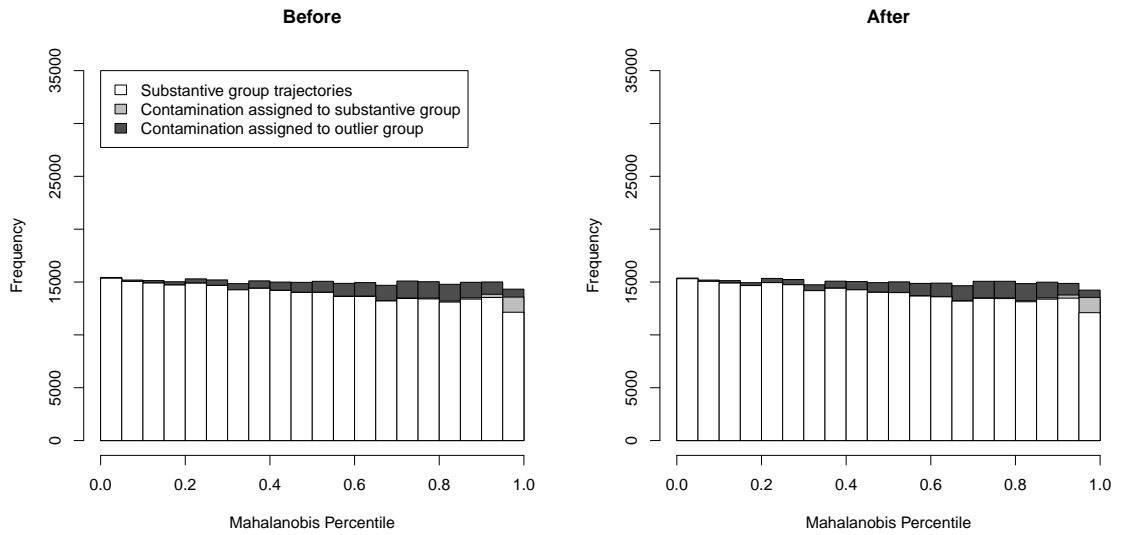 Before
Frequency
35000
25000
15000
5000
0
Substantive group trajectories
Contamination assigned to substantive group
Contamination assigned to outlier group
0.0 0.2 0.4 0.6 0.8 1.0
Mahalanobis Percentile
After
Frequency
35000
25000
15000
5000
0
0.0 0.2 0.4 0.6 0.8 1.0
Mahalanobis Percentile